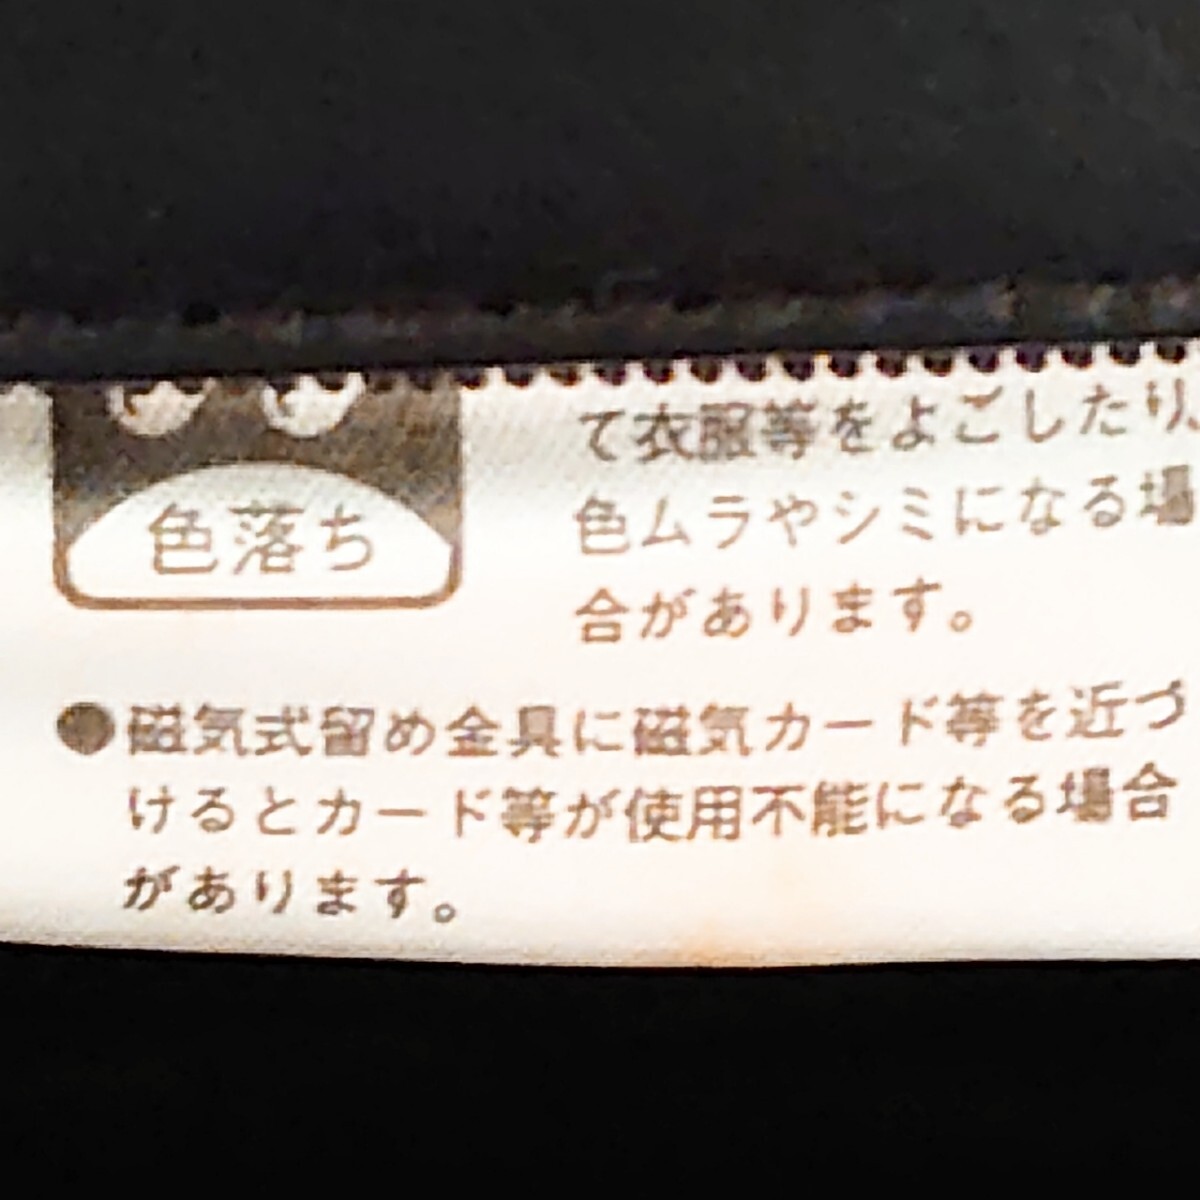 て衣服等をよごしたり、
色落ち
色ムラやシミになる場
合があります。
●磁気式留め金具に磁気カード等を近づ
けるとカード等が使用不能になる場合
があります。